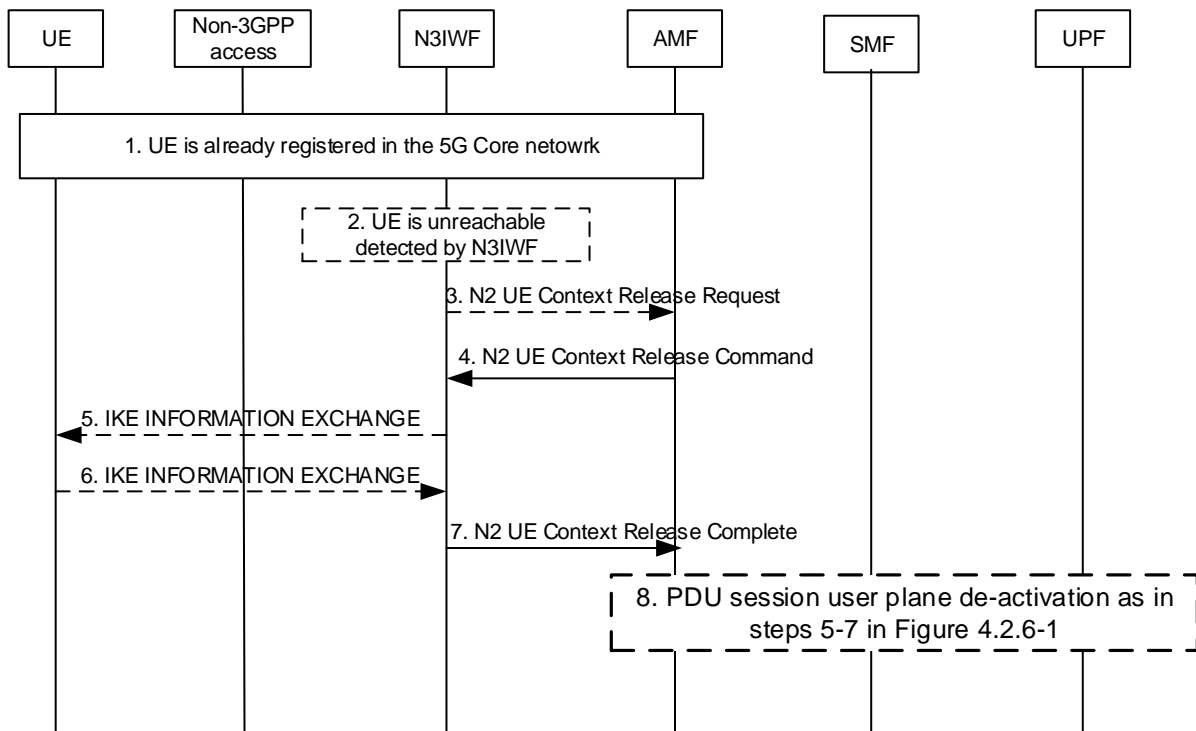 UE
Non-3GPP
access
N3IWF
AMF
SMF
UPF
1. UE is already registered in the 5G Core netowrk
2. UE is unreachable
detected by N3IWF
3. N2 UE Context Release Request
4. N2 UE Context Release Command
5. IKE INFORMATION EXCHANGE
6. IKE INFORMATION EXCHANGE
7. N2 UE Context Release Complete
8. PDU session user plane de-activation as in
steps 5-7 in Figure 4.2.6-1